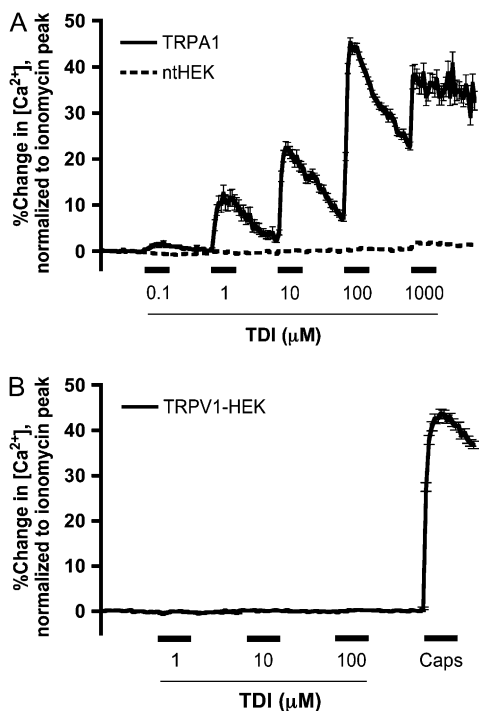 A
%Change in [Ca²⁺],
normalized to ionomycin peak
50
40
30
20
10
0
TRPA1
ntHEK
0.1 1 10 100 1000
TDI (μM)
B
%Change in [Ca²⁺],
normalized to ionomycin peak
50
40
30
20
10
0
TRPV1-HEK
1 10 100 Caps
TDI (μM)